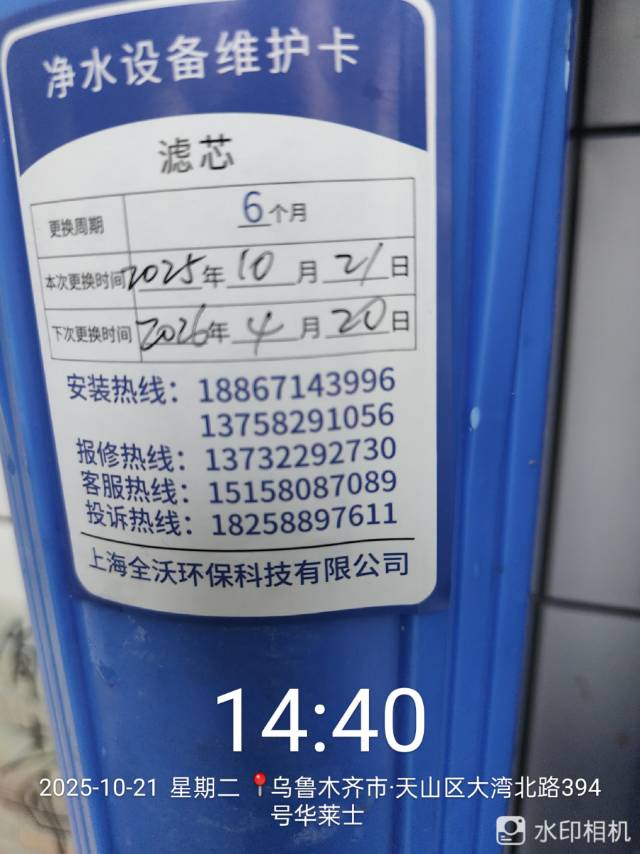 净水设备维护卡
滤芯
更换周期 6个月
本次更换时间 2025年10月21日
下次更换时间 2026年4月20日
安装热线：18867143996
13758291056
报修热线：13732292730
客服热线：15158087089
投诉热线：18258897611
上海全沃环保科技有限公司
14:40
2025-10-21 星期二 乌鲁木齐市·天山区大湾北路394
号华莱士
水印相机